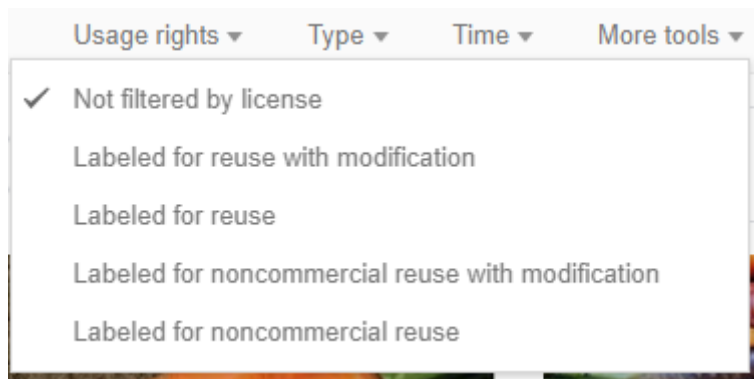 Usage rights Type Time More tools
Not filtered by license
Labeled for reuse with modification
Labeled for reuse
Labeled for noncommercial reuse with modification
Labeled for noncommercial reuse